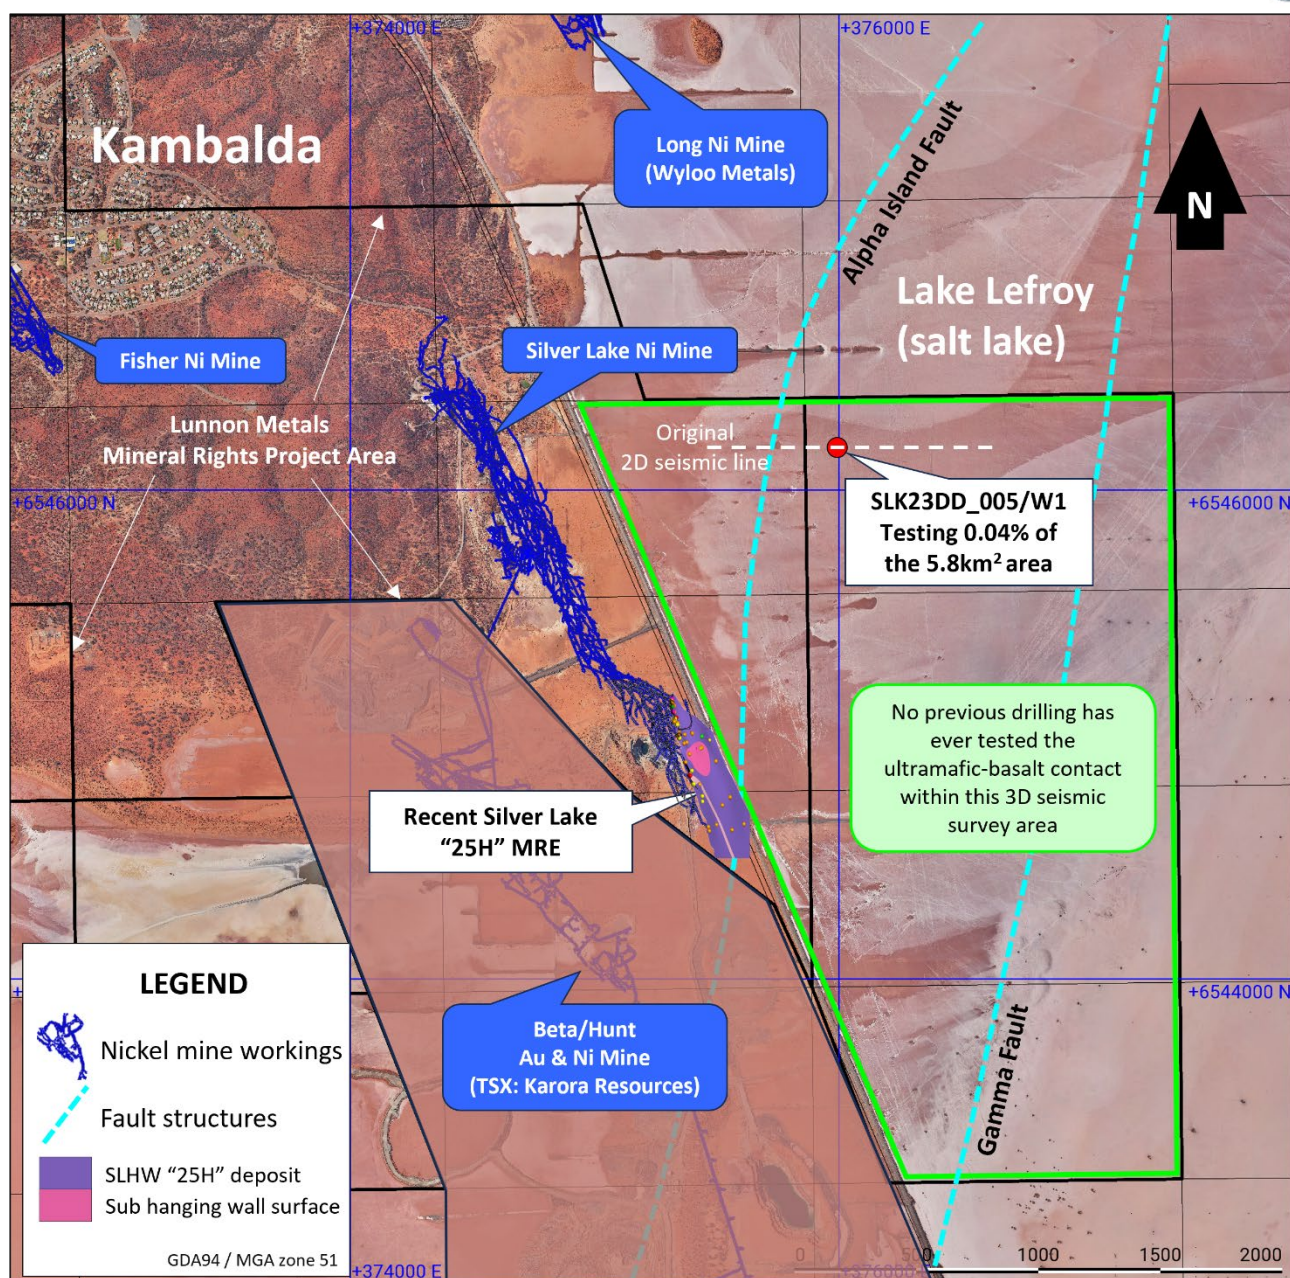 +374000 E
+376000 E
Kambalda
Long Ni Mine
(Wyloo Metals)
Alpha Island Fault
N
Lake Lefroy
(salt lake)
Fisher Ni Mine
Silver Lake Ni Mine
Lunnon Metals
Mineral Rights Project Area
Original
2D seismic line
+6546000 N
+6546000 N
SLK23DD_005/W1
Testing 0.04% of
the 5.8km² area
No previous drilling has
ever tested the
ultramafic-basalt contact
within this 3D seismic
survey area
Recent Silver Lake
“25H” MRE
+6544000 N
Beta/Hunt
Au & Ni Mine
(TSX: Karora Resources)
Gamma Fault
LEGEND
Nickel mine workings
Fault structures
SLHW “25H” deposit
Sub hanging wall surface
GDA94 / MGA zone 51
+374000 E
+376000 E
0 500 1000 1500 2000